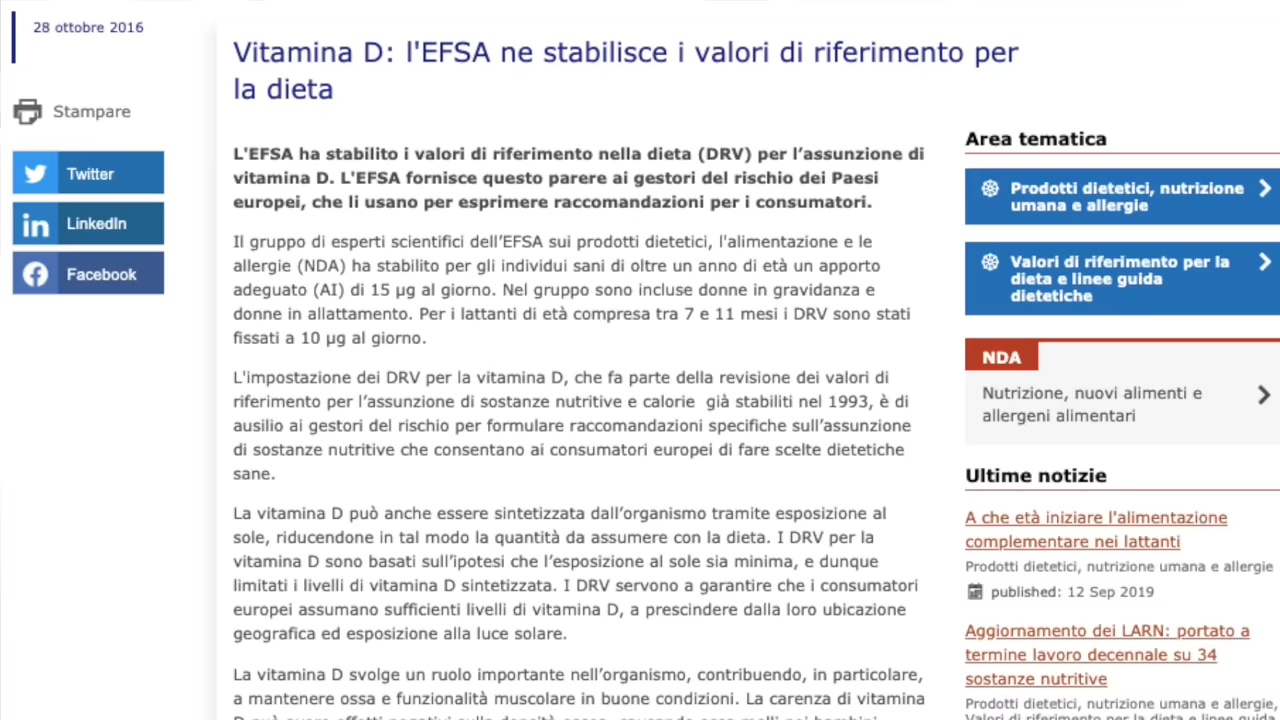 28 ottobre 2016
Stampare
Twitter
LinkedIn
Facebook
Vitamina D: l'EFSA ne stabilisce i valori di riferimento per
la dieta
L'EFSA ha stabilito i valori di riferimento nella dieta (DRV) per l’assunzione di
vitamina D. L'EFSA fornisce questo parere ai gestori del rischio dei Paesi
europei, che li usano per esprimere raccomandazioni per i consumatori.
Il gruppo di esperti scientifici dell’EFSA sui prodotti dietetici, l'alimentazione e le
allergie (NDA) ha stabilito per gli individui sani di oltre un anno di età un apporto
adeguato (AI) di 15 µg al giorno. Nel gruppo sono incluse donne in gravidanza e
donne in allattamento. Per i lattanti di età compresa tra 7 e 11 mesi i DRV sono stati
fissati a 10 µg al giorno.
L'impostazione dei DRV per la vitamina D, che fa parte della revisione dei valori di
riferimento per l’assunzione di sostanze nutritive e calorie già stabiliti nel 1993, è di
ausilio ai gestori del rischio per formulare raccomandazioni specifiche sull’assunzione
di sostanze nutritive che consentano ai consumatori europei di fare scelte dietetiche
sane.
La vitamina D può anche essere sintetizzata dall’organismo tramite esposizione al
sole, riducendone in tal modo la quantità da assumere con la dieta. I DRV per la
vitamina D sono basati sull’ipotesi che l’esposizione al sole sia minima, e dunque
limitati i livelli di vitamina D sintetizzata. I DRV servono a garantire che i consumatori
europei assumano sufficienti livelli di vitamina D, a prescindere dalla loro ubicazione
geografica ed esposizione alla luce solare.
La vitamina D svolge un ruolo importante nell’organismo, contribuendo, in particolare,
a mantenere ossa e funzionalità muscolare in buone condizioni. La carenza di vitamina
Area tematica
Prodotti dietetici, nutrizione
umana e allergie
Valori di riferimento per la
dieta e linee guida
dietetiche
NDA
Nutrizione, nuovi alimenti e
allergeni alimentari
Ultime notizie
A che età iniziare l'alimentazione
complementare nei lattanti
Prodotti dietetici, nutrizione umana e allergie
published: 12 Sep 2019
Aggiornamento dei LARN: portato a
termine lavoro decennale su 34
sostanze nutritive
Prodotti dietetici, nutrizione umana e allergie,